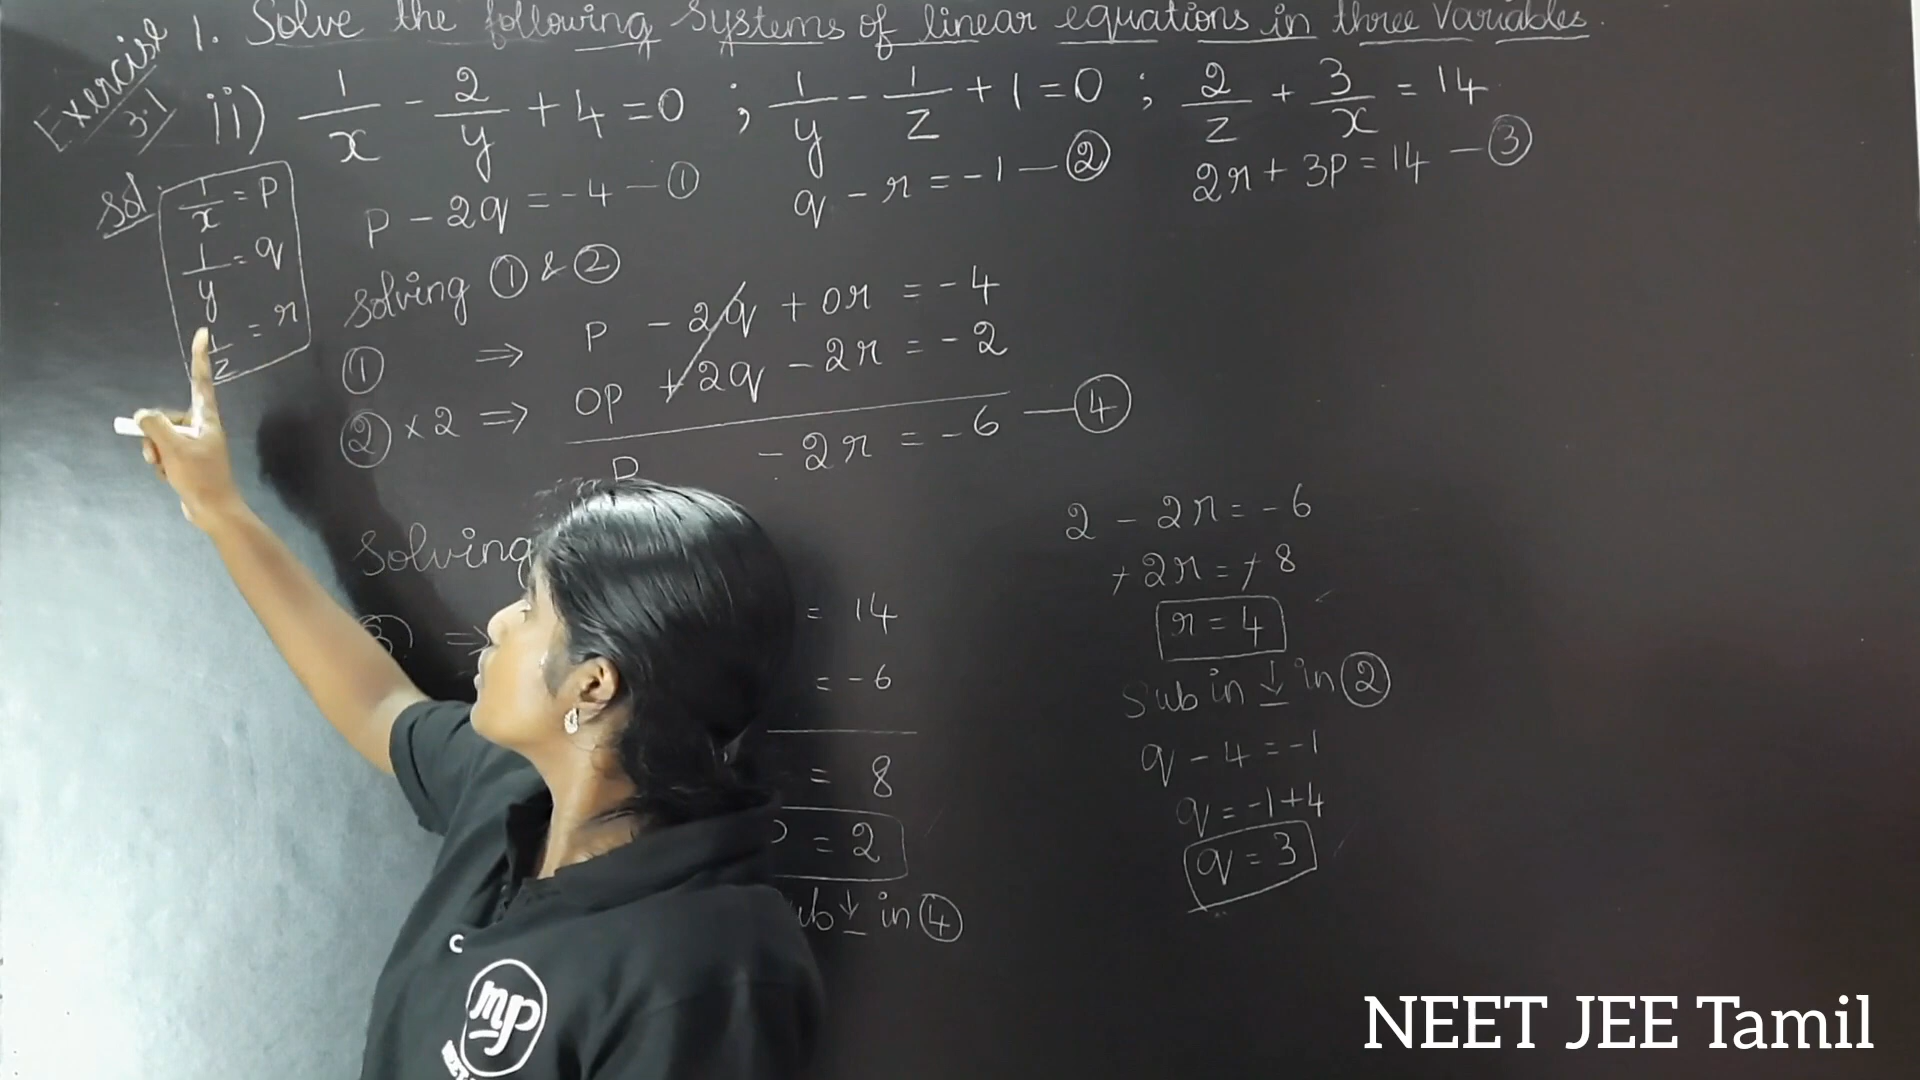 Exercise 3.1
1. Solve the following systems of linear equations in three variables.
ii) 1/x - 2/y + 4 = 0 ; 1/y - 1/z + 1 = 0 ; 2/z + 3/x = 14
p - 2q = -4 — ① q - r = -1 — ② 2r + 3p = 14 — ③
Sol.
1/x = p
1/y = q
1/z = r
Solving ① & ②
① ⇒ p - 2q + 0r = -4
② × 2 ⇒ 0p + 2q - 2r = -2
p - 2r = -6 — ④
Solving
③ ⇒ = 14
= -6
= 8
p = 2
Sub ↓ in ④
2 - 2r = -6
+2r = +8
r = 4
Sub in ↓ in ②
q - 4 = -1
q = -1+4
q = 3
mp
NEET JEE Tamil